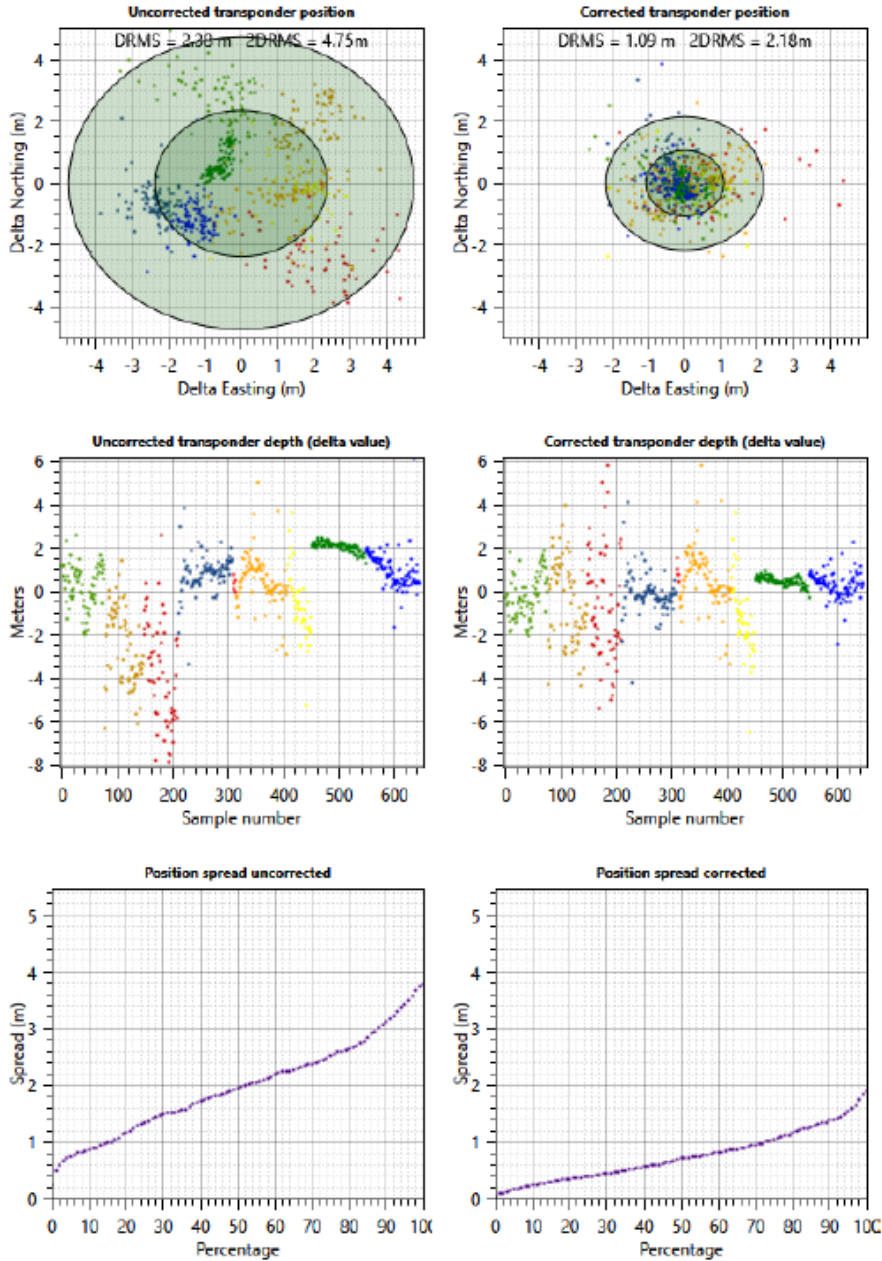 Uncorrected transponder position
DRMS = 2.38 m 2DRMS = 4.75m
4
2
0
-2
-4
Delta Northing (m)
-4 -3 -2 -1 0 1 2 3 4
Delta Easting (m)
Corrected transponder position
DRMS = 1.09 m 2DRMS = 2.18m
4
2
0
-2
-4
Delta Northing (m)
-4 -3 -2 -1 0 1 2 3 4
Delta Easting (m)
Uncorrected transponder depth (delta value)
6
4
2
0
-2
-4
-6
-8
Meters
0 100 200 300 400 500 600
Sample number
Corrected transponder depth (delta value)
6
4
2
0
-2
-4
-6
-8
Meters
0 100 200 300 400 500 600
Sample number
Position spread uncorrected
5
4
3
2
1
0
Spread (m)
0 10 20 30 40 50 60 70 80 90 100
Percentage
Position spread corrected
5
4
3
2
1
0
Spread (m)
0 10 20 30 40 50 60 70 80 90 100
Percentage